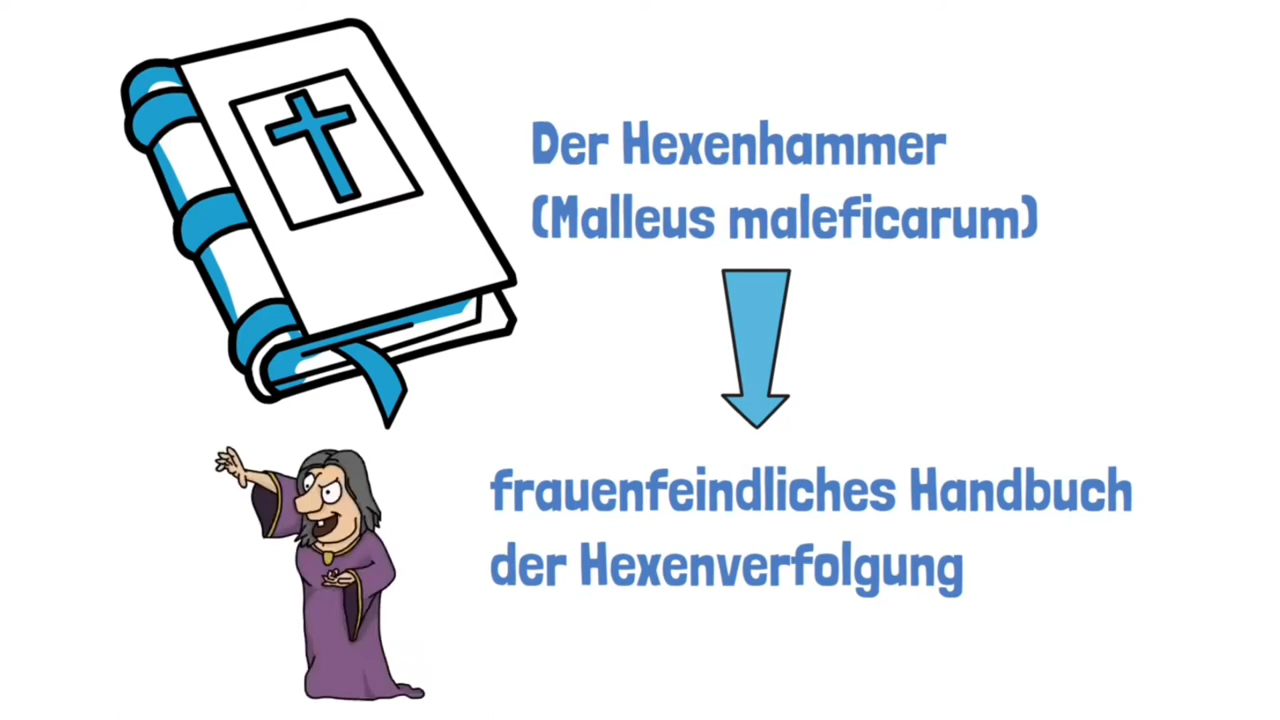 Der Hexenhammer
(Malleus maleficarum)
frauenfeindliches Handbuch
der Hexenverfolgung